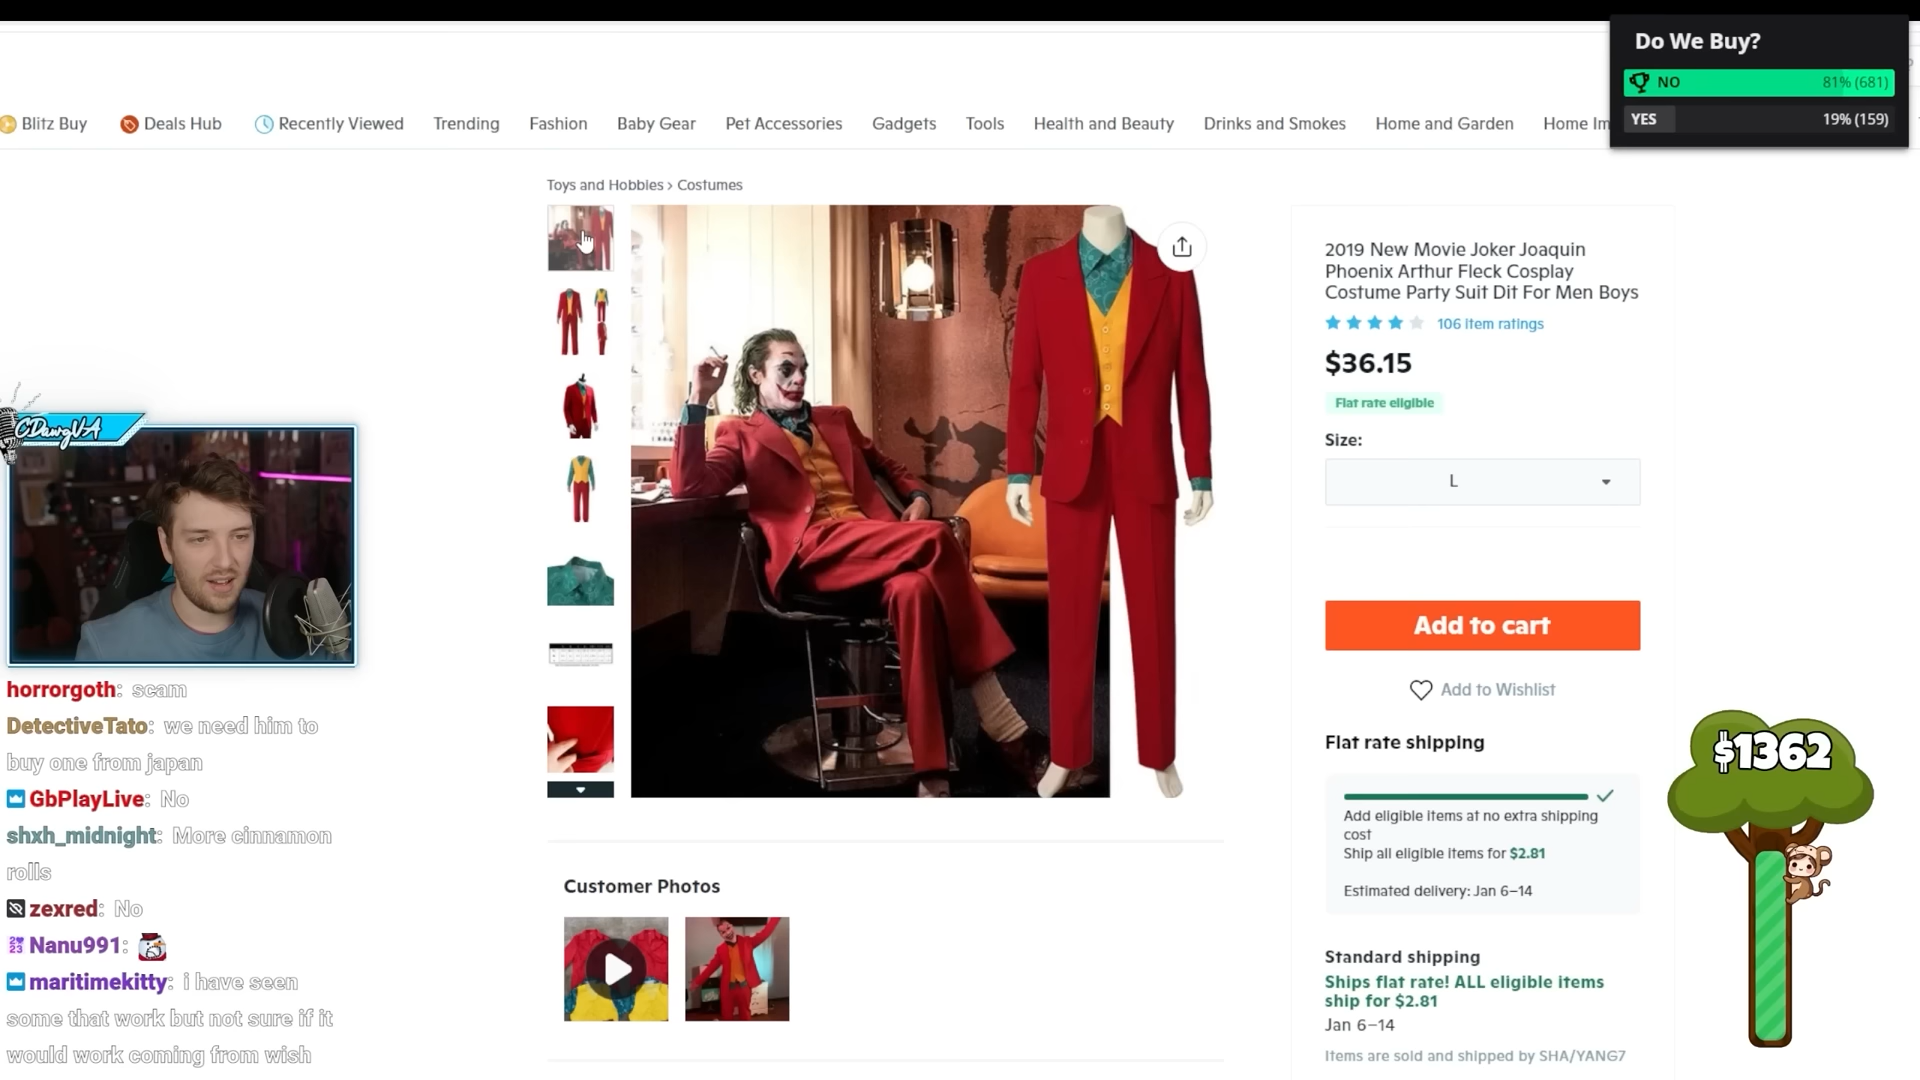 Do We Buy?
NO 81% (681)
YES 19% (159)
Blitz Buy Deals Hub Recently Viewed Trending Fashion Baby Gear Pet Accessories Gadgets Tools Health and Beauty Drinks and Smokes Home and Garden Home Im
Toys and Hobbies › Costumes
2019 New Movie Joker Joaquin
Phoenix Arthur Fleck Cosplay
Costume Party Suit Dit For Men Boys
106 item ratings
$36.15
Flat rate eligible
Size:
L
Add to cart
Add to Wishlist
Flat rate shipping
Add eligible items at no extra shipping
cost
Ship all eligible items for $2.81
Estimated delivery: Jan 6–14
Standard shipping
Ships flat rate! ALL eligible items
ship for $2.81
Jan 6–14
Items are sold and shipped by SHA/YANG7
Customer Photos
CDawgVA
horrorgoth: scam
DetectiveTato: we need him to
buy one from japan
GbPlayLive: No
shxh_midnight: More cinnamon
rolls
zexred: No
Nanu991:
maritimekitty: i have seen
some that work but not sure if it
would work coming from wish
$1362